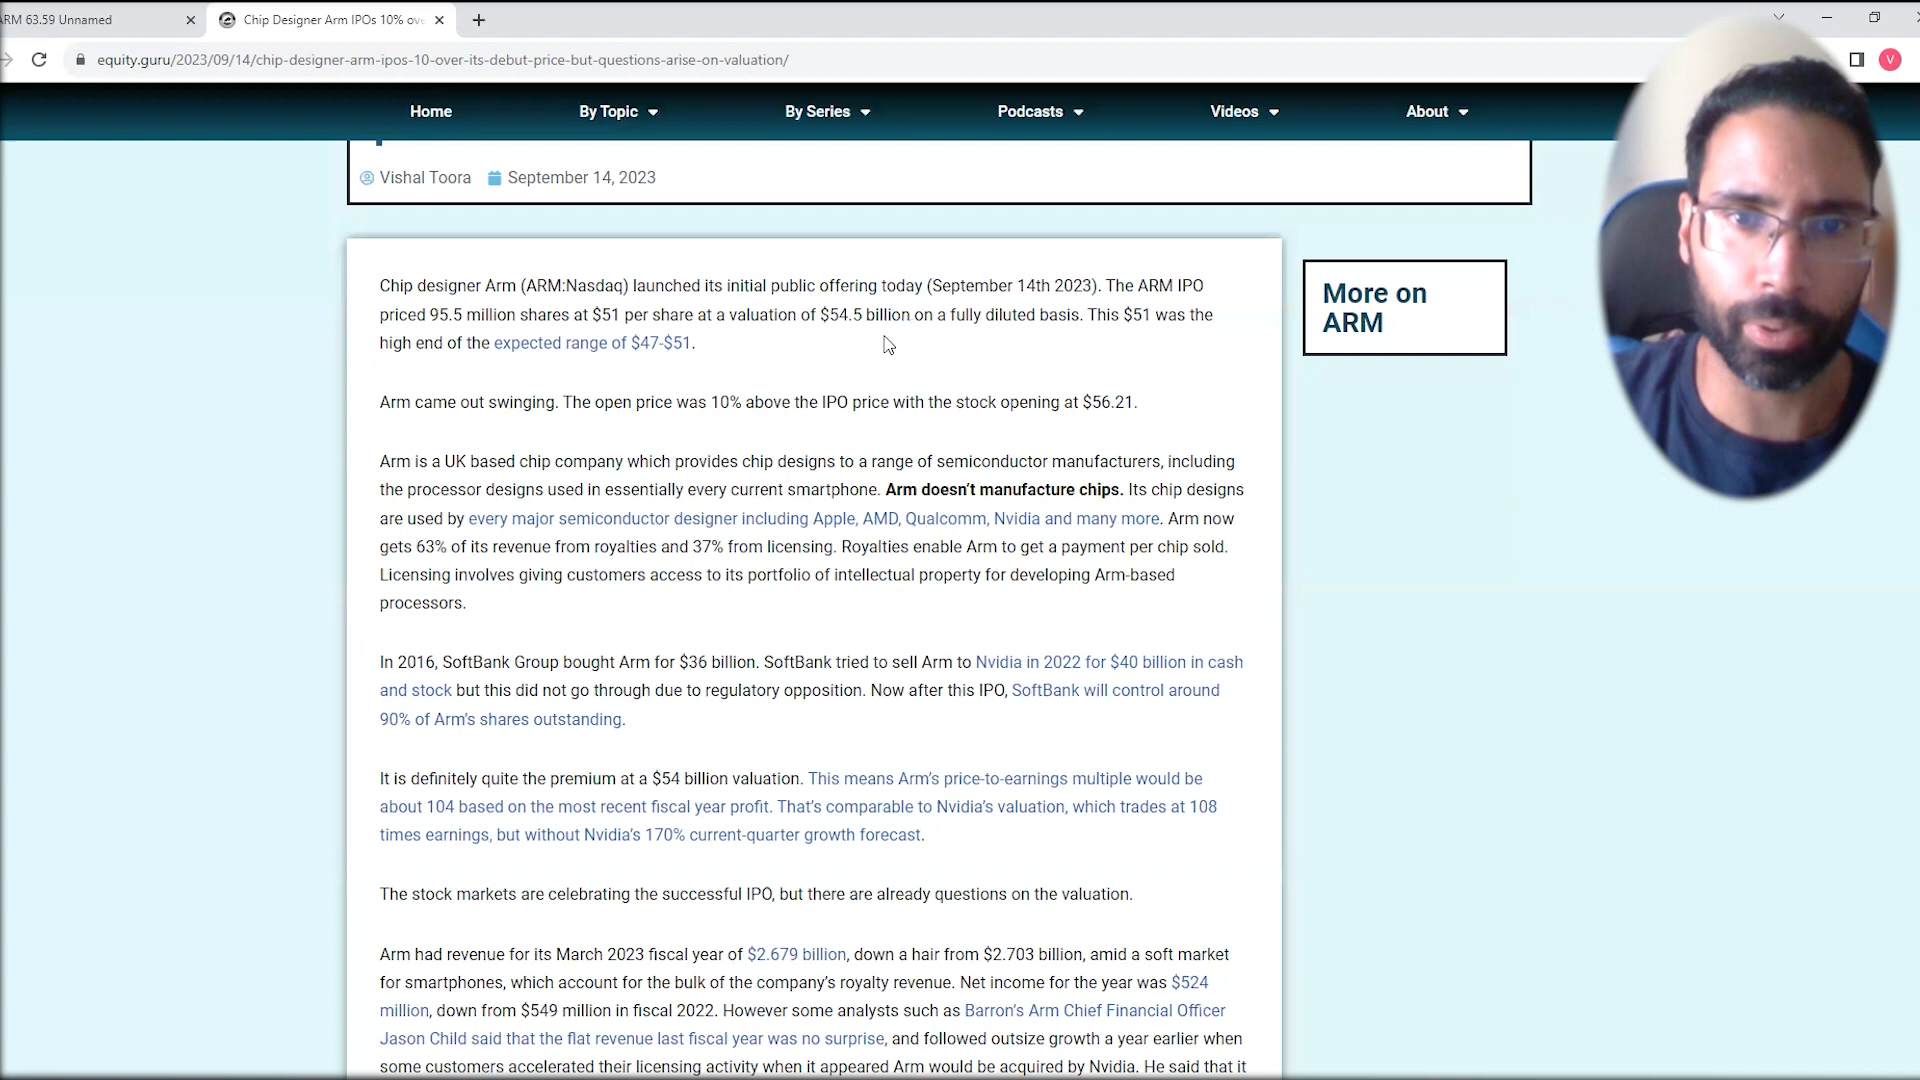 ARM 63.59 Unnamed
Chip Designer Arm IPOs 10% ove
equity.guru/2023/09/14/chip-designer-arm-ipos-10-over-its-debut-price-but-questions-arise-on-valuation/
V
Home By Topic By Series Podcasts Videos About
Vishal Toora September 14, 2023
Chip designer Arm (ARM:Nasdaq) launched its initial public offering today (September 14th 2023). The ARM IPO
priced 95.5 million shares at $51 per share at a valuation of $54.5 billion on a fully diluted basis. This $51 was the
high end of the expected range of $47-$51.
Arm came out swinging. The open price was 10% above the IPO price with the stock opening at $56.21.
Arm is a UK based chip company which provides chip designs to a range of semiconductor manufacturers, including
the processor designs used in essentially every current smartphone. Arm doesn't manufacture chips. Its chip designs
are used by every major semiconductor designer including Apple, AMD, Qualcomm, Nvidia and many more. Arm now
gets 63% of its revenue from royalties and 37% from licensing. Royalties enable Arm to get a payment per chip sold.
Licensing involves giving customers access to its portfolio of intellectual property for developing Arm-based
processors.
In 2016, SoftBank Group bought Arm for $36 billion. SoftBank tried to sell Arm to Nvidia in 2022 for $40 billion in cash
and stock but this did not go through due to regulatory opposition. Now after this IPO, SoftBank will control around
90% of Arm's shares outstanding.
It is definitely quite the premium at a $54 billion valuation. This means Arm's price-to-earnings multiple would be
about 104 based on the most recent fiscal year profit. That's comparable to Nvidia's valuation, which trades at 108
times earnings, but without Nvidia's 170% current-quarter growth forecast.
The stock markets are celebrating the successful IPO, but there are already questions on the valuation.
Arm had revenue for its March 2023 fiscal year of $2.679 billion, down a hair from $2.703 billion, amid a soft market
for smartphones, which account for the bulk of the company's royalty revenue. Net income for the year was $524
million, down from $549 million in fiscal 2022. However some analysts such as Barron's Arm Chief Financial Officer
Jason Child said that the flat revenue last fiscal year was no surprise, and followed outsize growth a year earlier when
some customers accelerated their licensing activity when it appeared Arm would be acquired by Nvidia. He said that it
More on
ARM